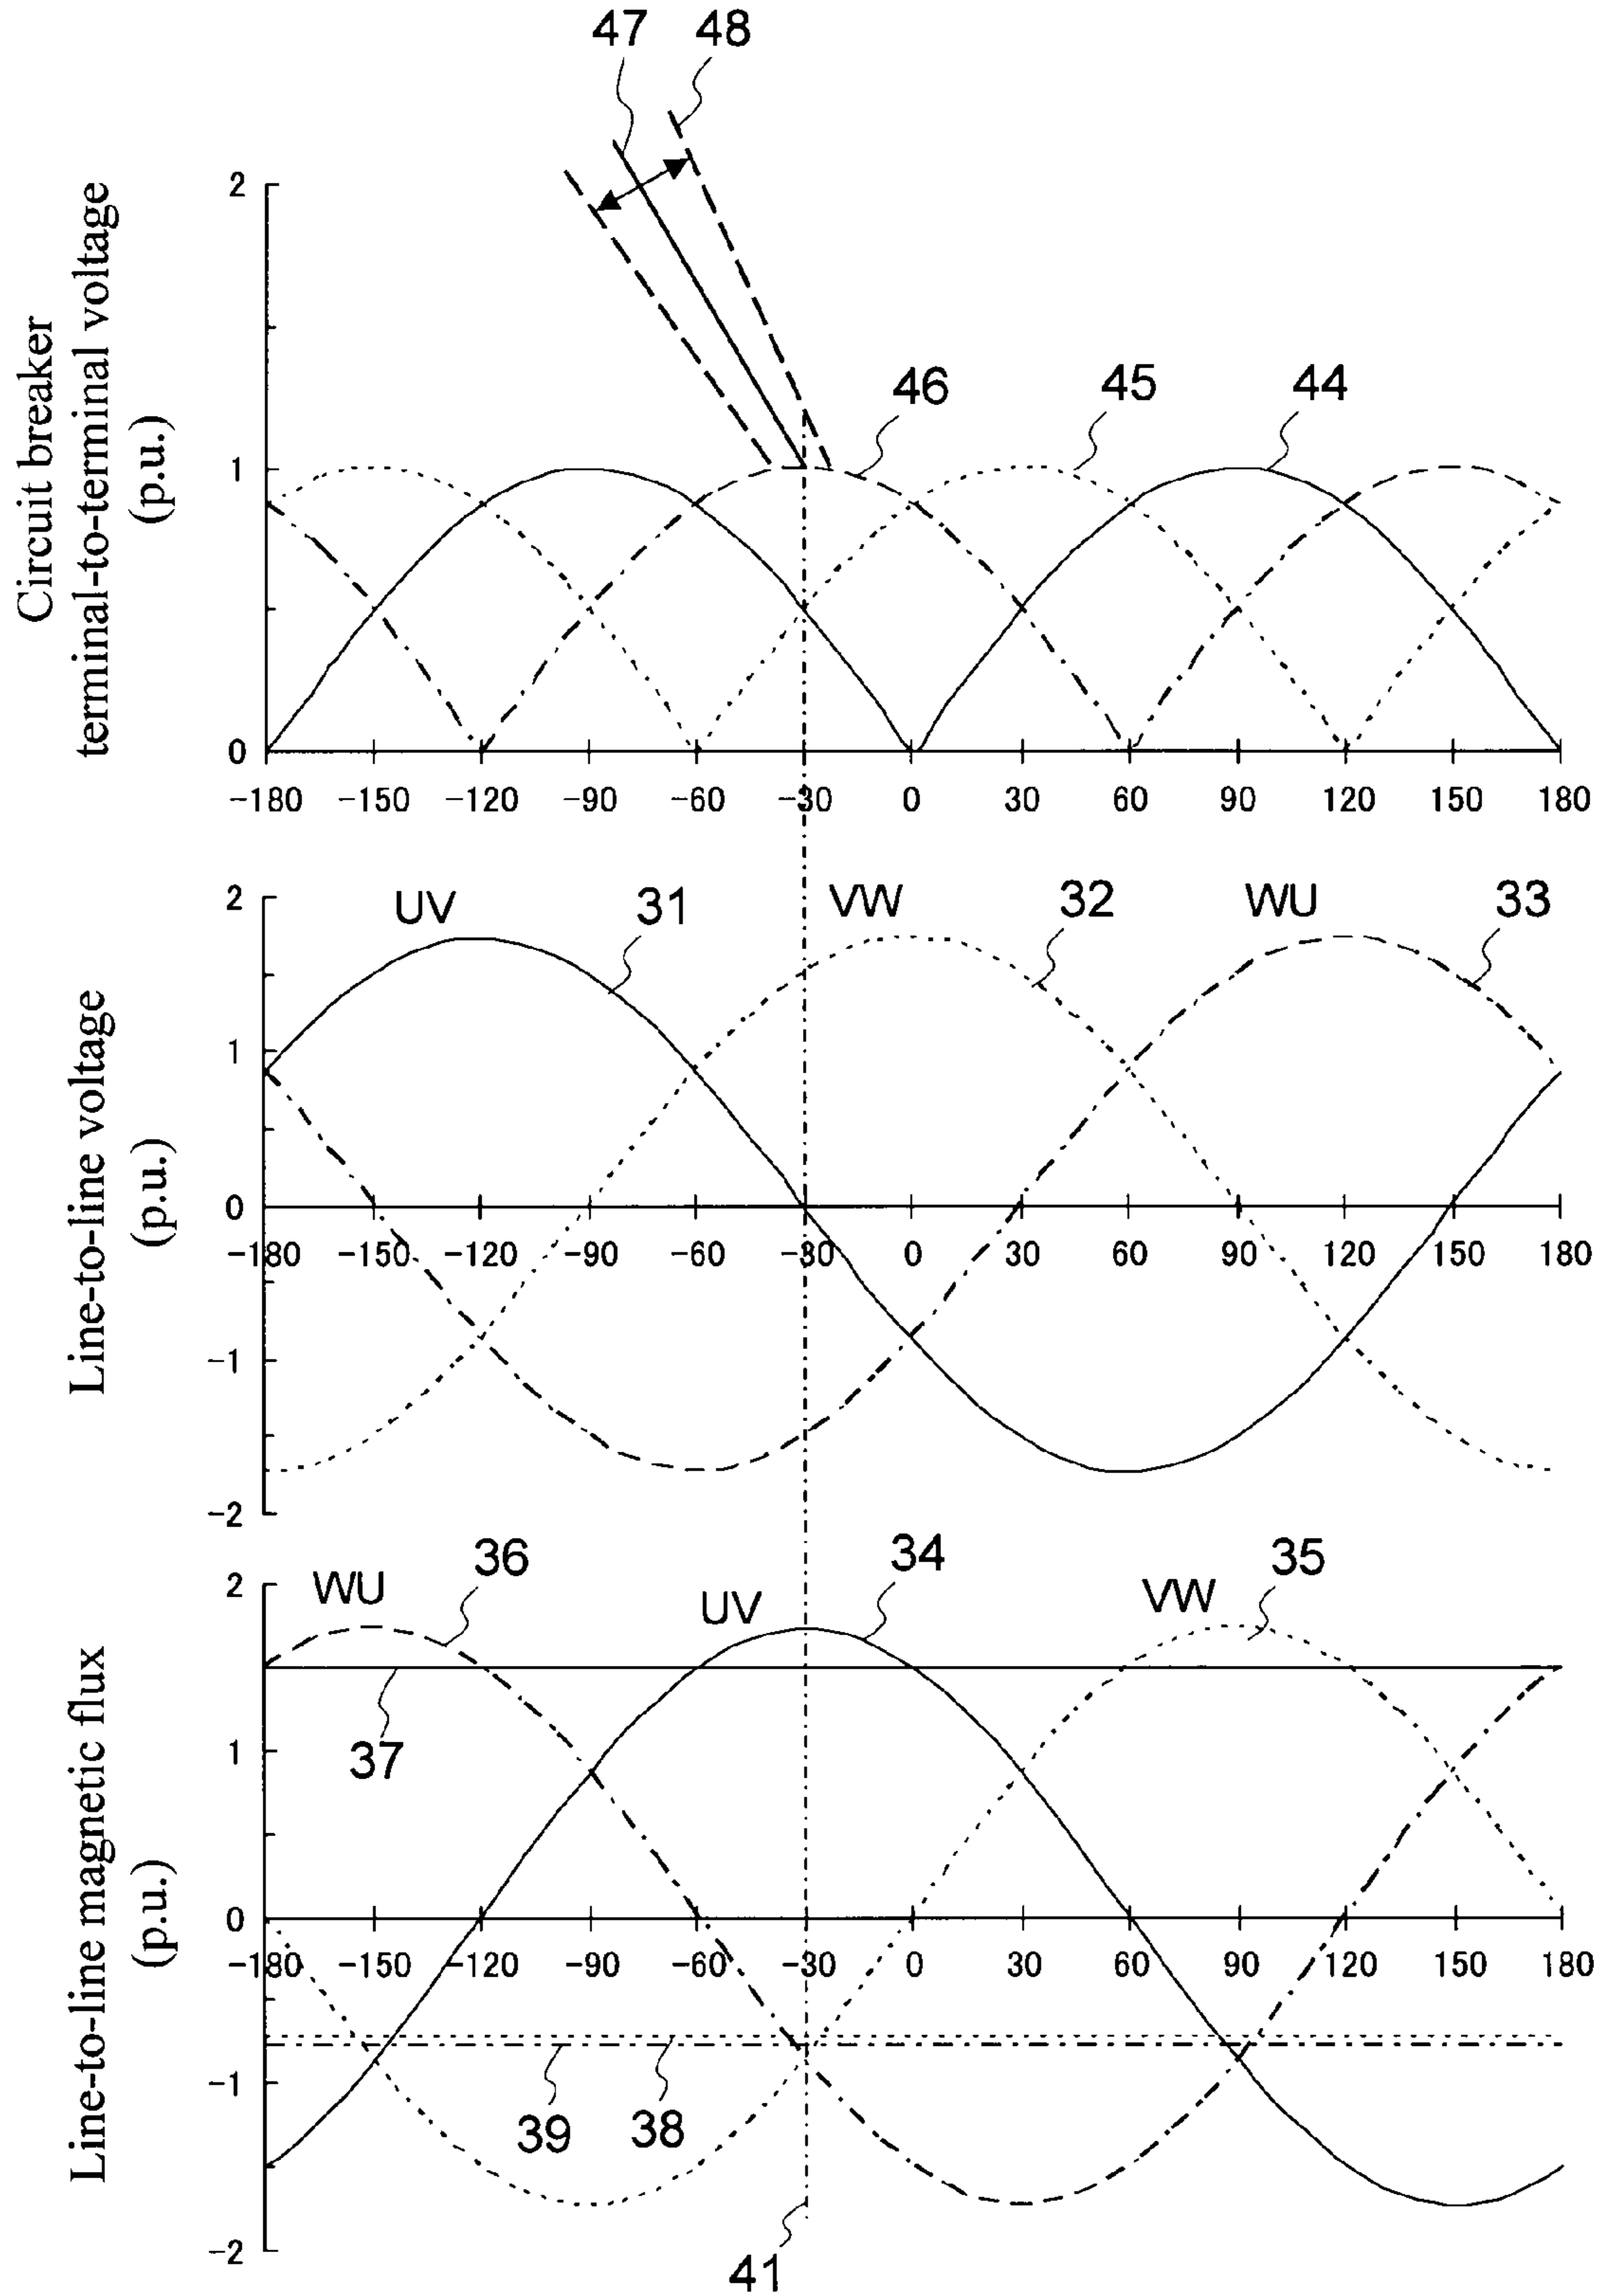 47 48
Circuit breaker
terminal-to-terminal voltage
(p.u.)
2
1
0
46 45 44
-180 -150 -120 -90 -60 -30 0 30 60 90 120 150 180
Line-to-line voltage
(p.u.)
2
1
0
-1
-2
UV 31 VW 32 WU 33
-180 -150 -120 -90 -60 -30 0 30 60 90 120 150 180
Line-to-line magnetic flux
(p.u.)
2
1
0
-1
-2
WU 36 UV 34 VW 35
37
-180 -150 -120 -90 -60 -30 0 30 60 90 120 150 180
39 38
41